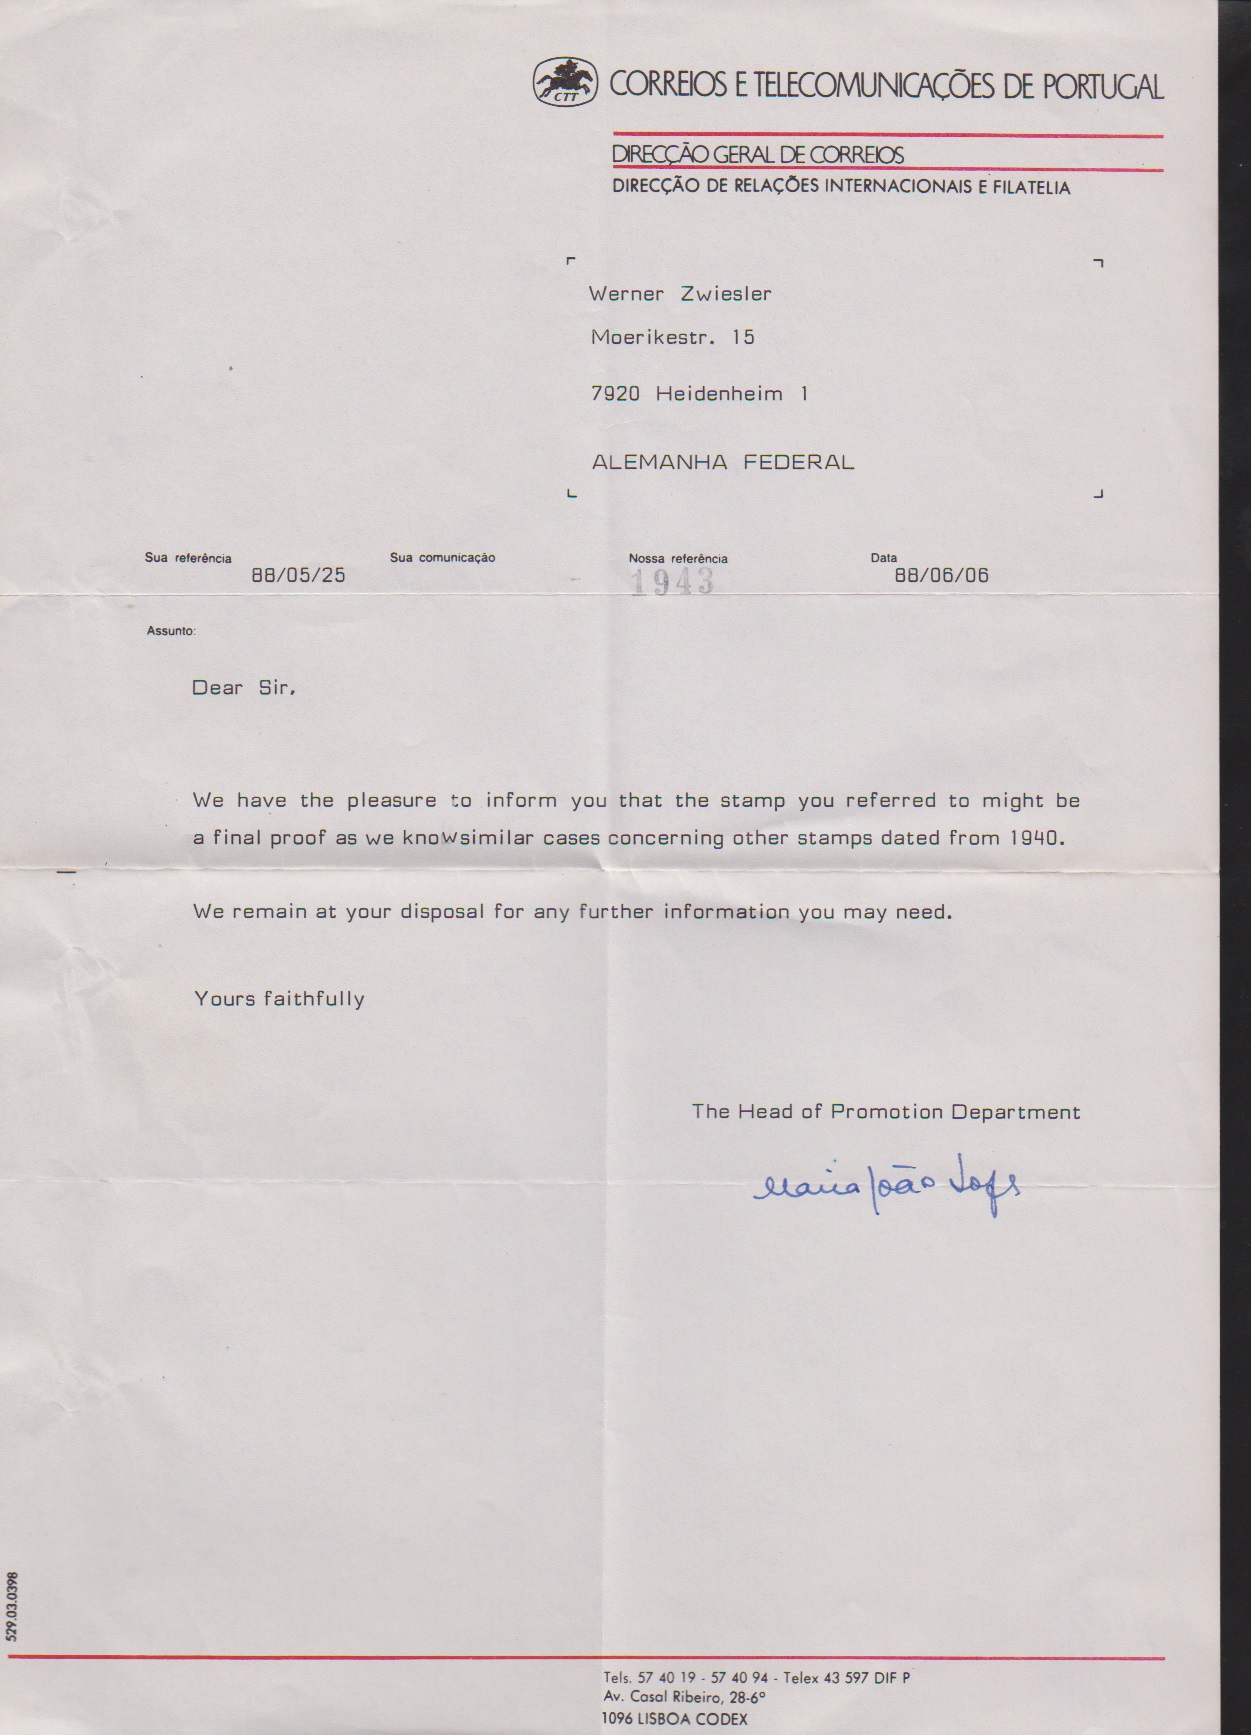 CTT
CORREIOS E TELECOMUNICAÇÕES DE PORTUGAL
DIRECÇÃO GERAL DE CORREIOS
DIRECÇÃO DE RELAÇÕES INTERNACIONAIS E FILATELIA
Werner Zwiesler
Moerikestr. 15
7920 Heidenheim 1
ALEMANHA FEDERAL
Sua referência Sua comunicação Nossa referência Data
88/05/25 1943 88/06/06
Assunto:
Dear Sir,
We have the pleasure to inform you that the stamp you referred to might be
a final proof as we knowsimilar cases concerning other stamps dated from 1940.
We remain at your disposal for any further information you may need.
Yours faithfully
The Head of Promotion Department
Maria João Lopes
529.03.0398
Tels. 57 40 19 - 57 40 94 - Telex 43 597 DIF P
Av. Casal Ribeiro, 28-6º
1096 LISBOA CODEX